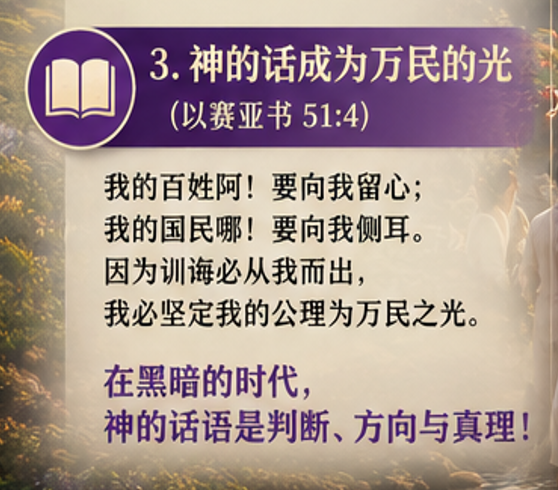 3. 神的话成为万民的光
(以赛亚书 51:4)
我的百姓阿！要向我留心；
我的国民哪！要向我侧耳。
因为训诲必从我而出，
我必坚定我的公理为万民之光。
在黑暗的时代，
神的话语是判断、方向与真理！